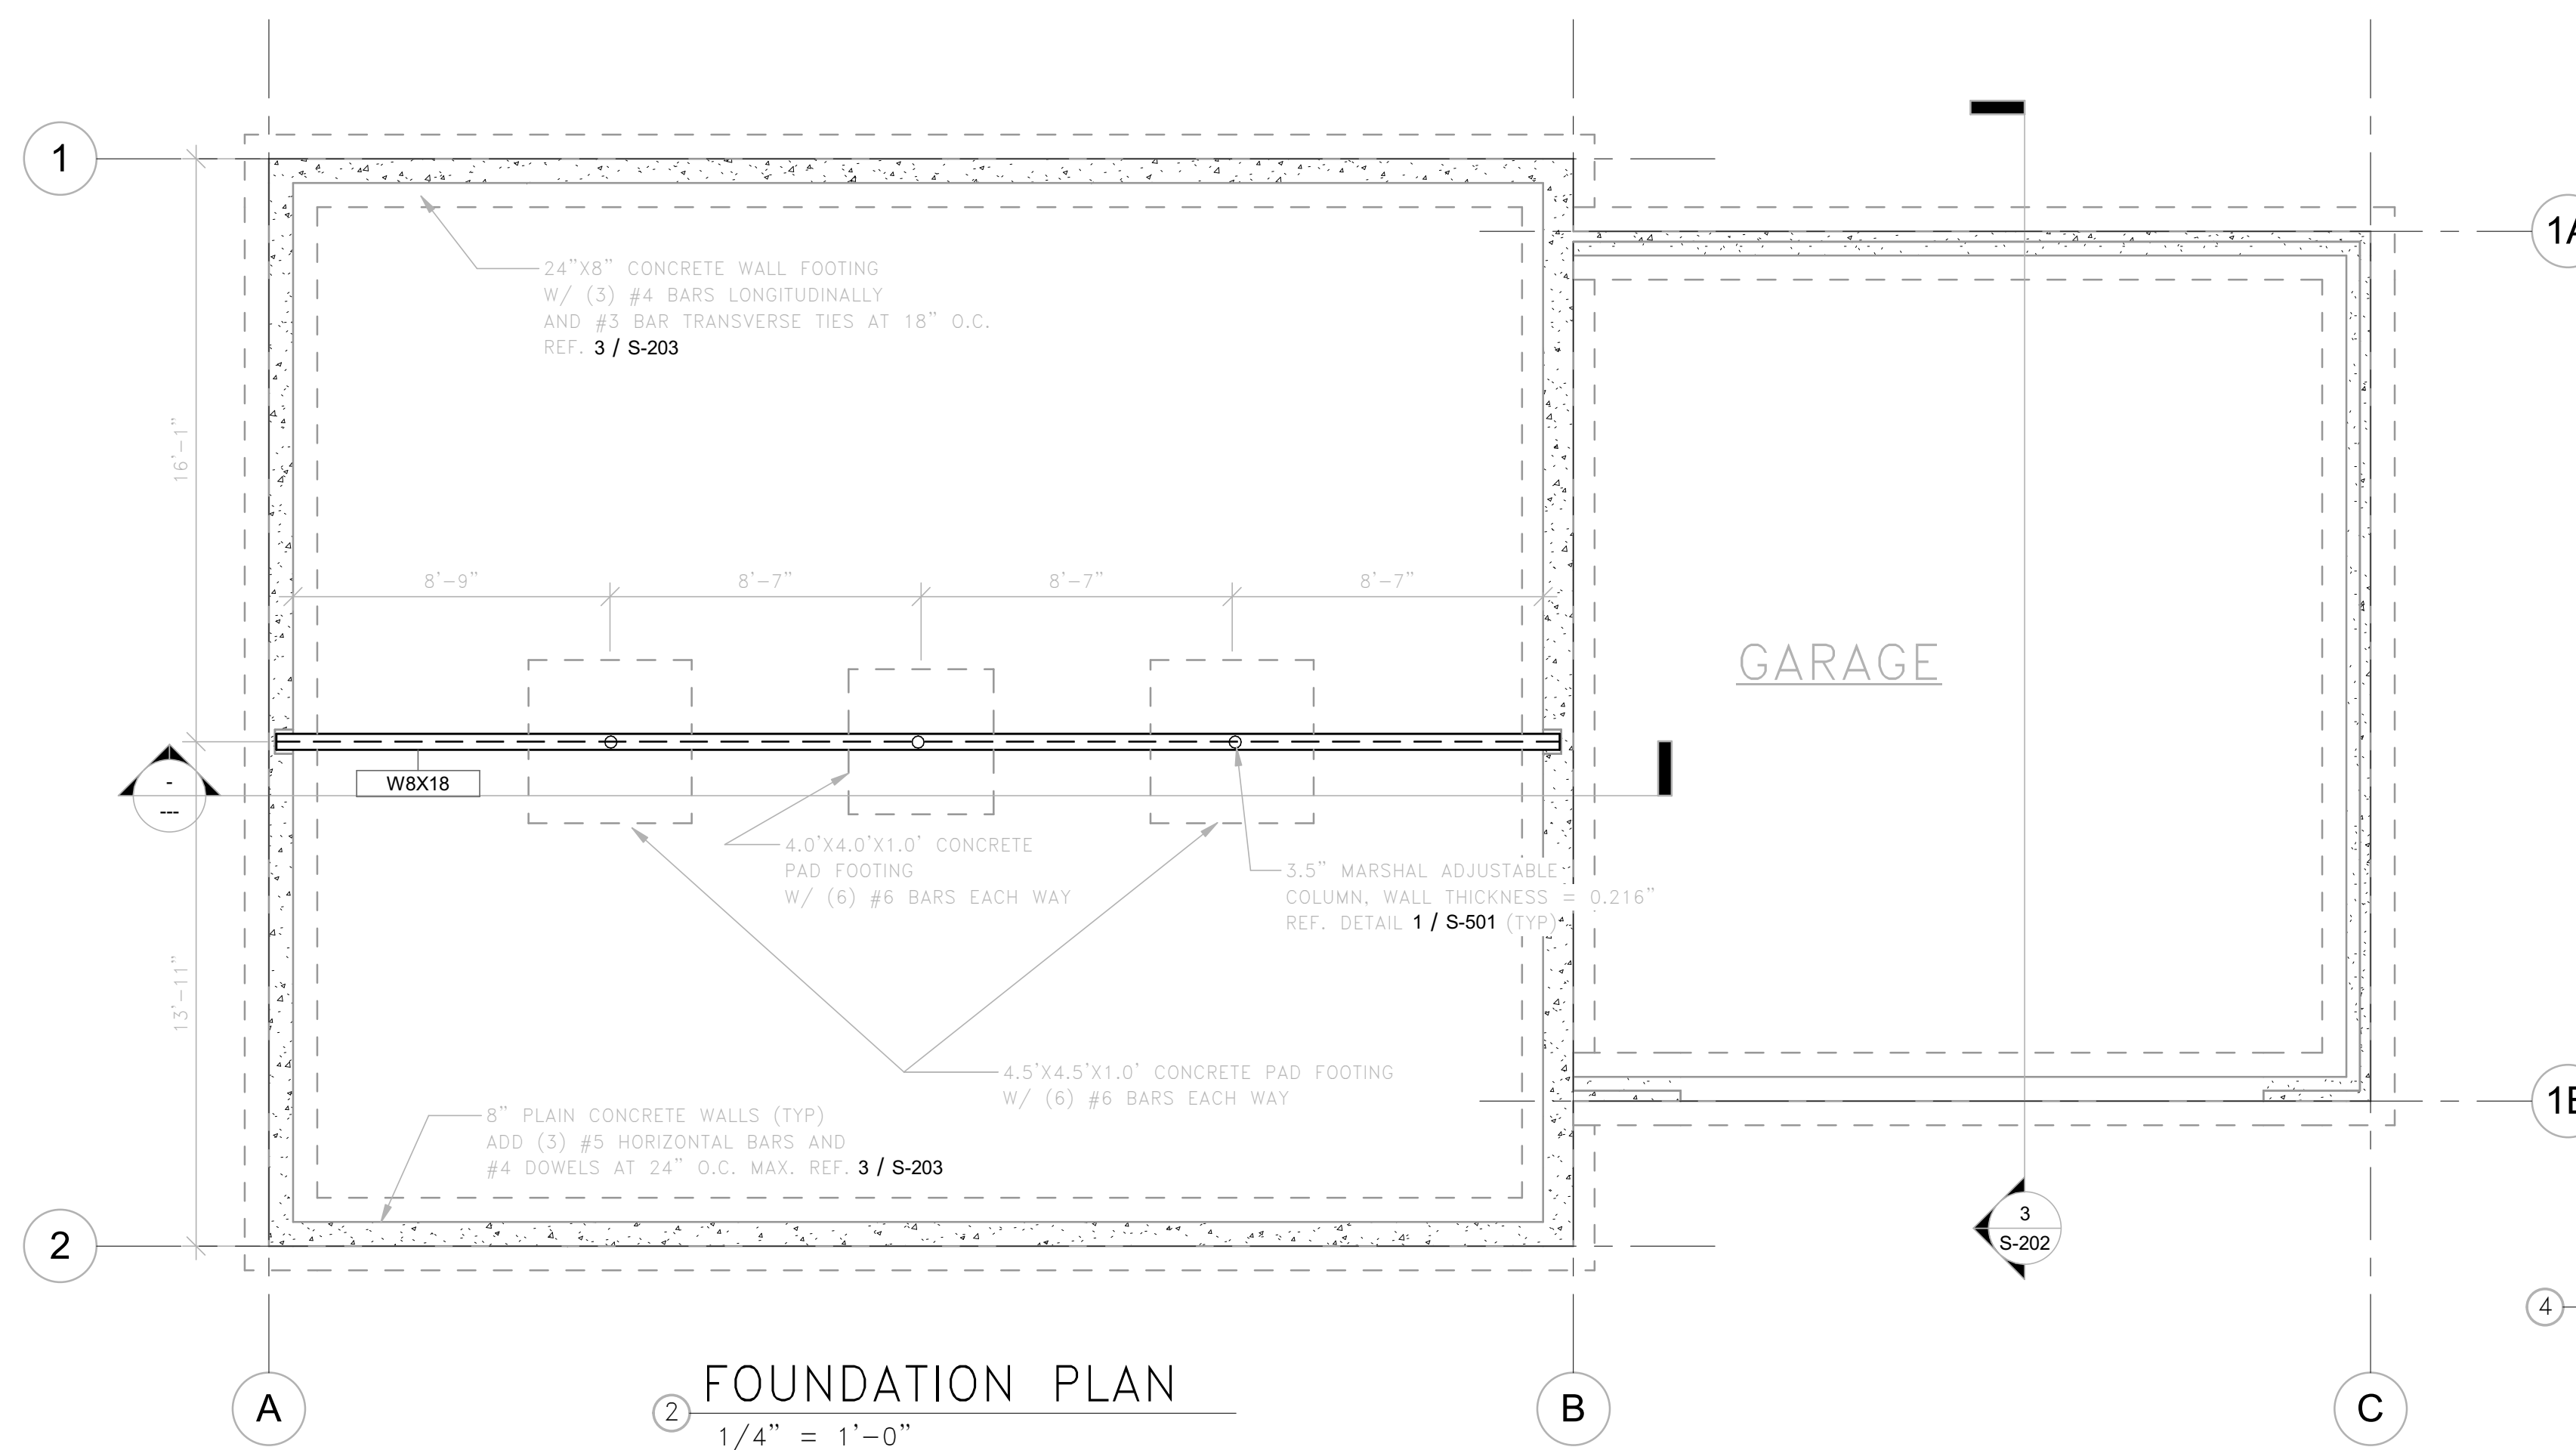 1
1A
24"X8" CONCRETE WALL FOOTING
W/ (3) #4 BARS LONGITUDINALLY
AND #3 BAR TRANSVERSE TIES AT 18" O.C.
REF. 3 / S-203
16'-1"
8'-9"
8'-7"
8'-7"
8'-7"
GARAGE
-
---
W8X18
4.0'X4.0'X1.0' CONCRETE
PAD FOOTING
W/ (6) #6 BARS EACH WAY
3.5" MARSHAL ADJUSTABLE
COLUMN, WALL THICKNESS = 0.216"
REF. DETAIL 1 / S-501 (TYP)
13'-11"
4.5'X4.5'X1.0' CONCRETE PAD FOOTING
W/ (6) #6 BARS EACH WAY
8" PLAIN CONCRETE WALLS (TYP)
ADD (3) #5 HORIZONTAL BARS AND
#4 DOWELS AT 24" O.C. MAX. REF. 3 / S-203
1
2
3
S-202
4
A
B
C
2
FOUNDATION PLAN
1/4" = 1'-0"